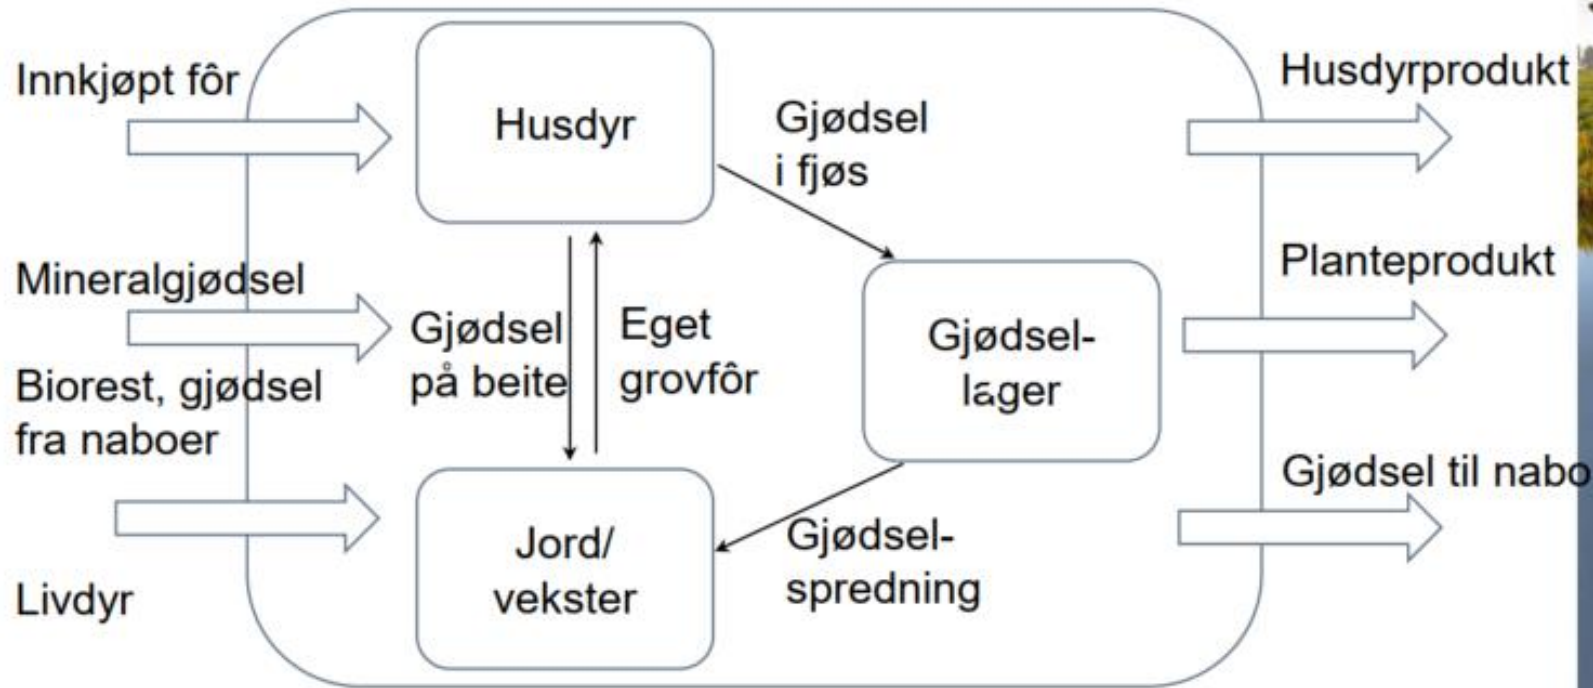 Innkjøpt fôr
Mineralgjødsel
Biorest, gjødsel
fra naboer
Livdyr
Husdyr
Gjødsel
i fjøs
Gjødsel
på beite
Eget
grovfôr
Gjødsel-
lager
Jord/
vekster
Gjødsel-
spredning
Husdyrprodukt
Planteprodukt
Gjødsel til nabo